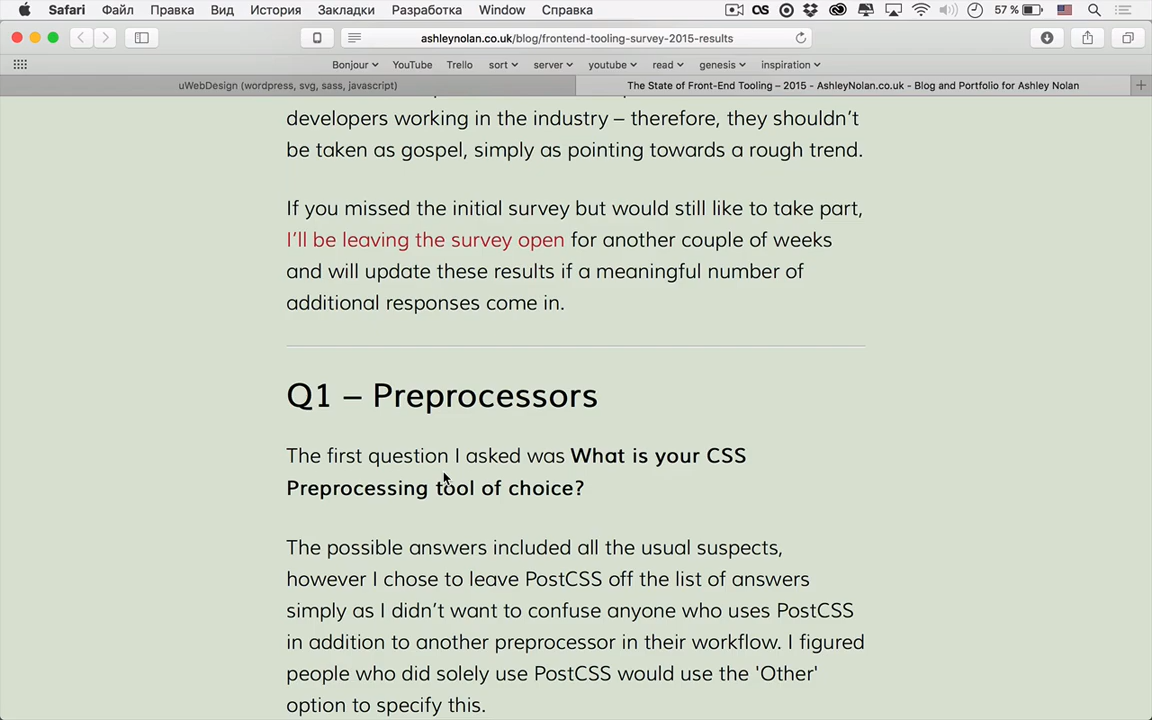 Safari Файл Правка Вид История Закладки Разработка Window Справка 57 %
ashleynolan.co.uk/blog/frontend-tooling-survey-2015-results
Bonjour YouTube Trello sort server youtube read genesis inspiration
uWebDesign (wordpress, svg, sass, javascript) The State of Front-End Tooling – 2015 - AshleyNolan.co.uk - Blog and Portfolio for Ashley Nolan
developers working in the industry – therefore, they shouldn't
be taken as gospel, simply as pointing towards a rough trend.
If you missed the initial survey but would still like to take part,
I'll be leaving the survey open for another couple of weeks
and will update these results if a meaningful number of
additional responses come in.
Q1 – Preprocessors
The first question I asked was What is your CSS
Preprocessing tool of choice?
The possible answers included all the usual suspects,
however I chose to leave PostCSS off the list of answers
simply as I didn't want to confuse anyone who uses PostCSS
in addition to another preprocessor in their workflow. I figured
people who did solely use PostCSS would use the 'Other'
option to specify this.